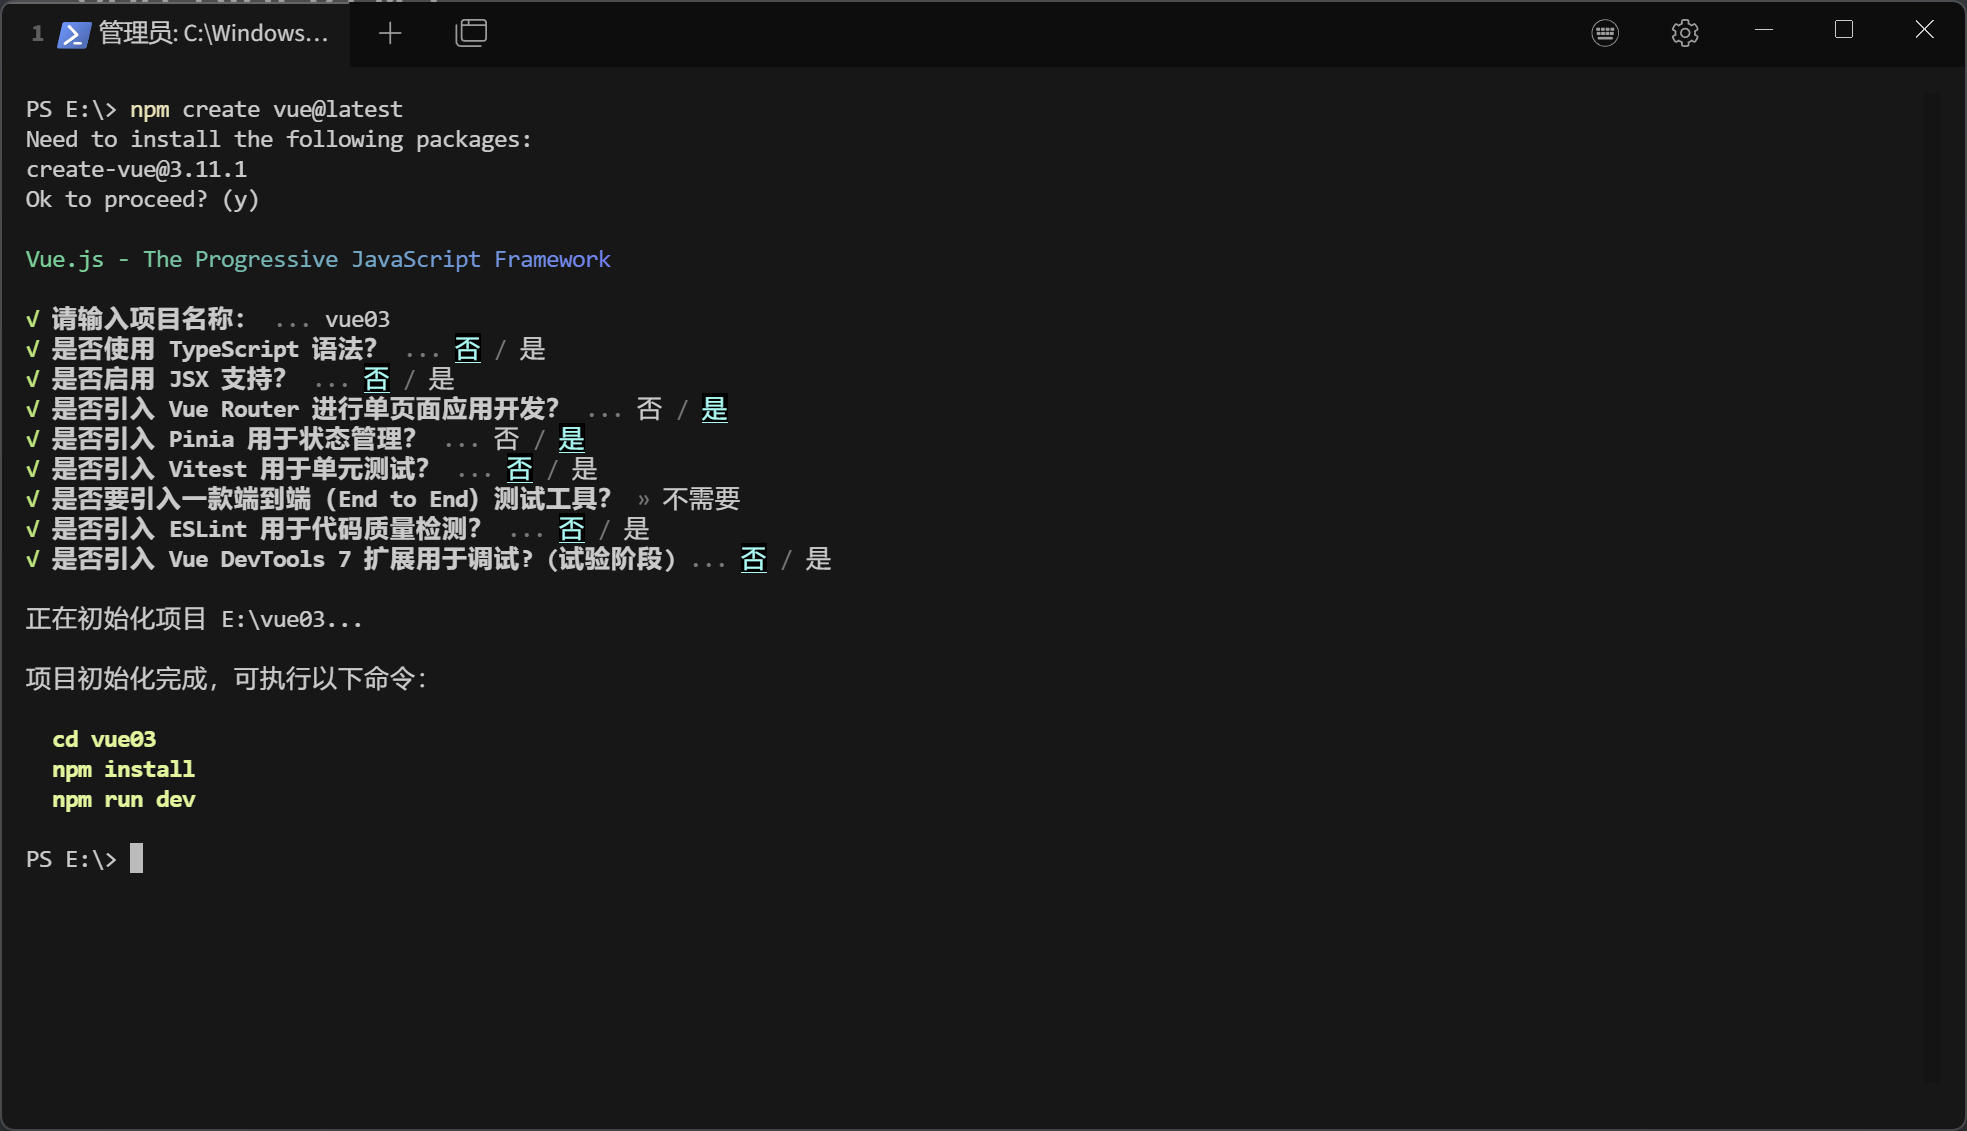 1 管理员: C:\Windows...
PS E:\> npm create vue@latest
Need to install the following packages:
create-vue@3.11.1
Ok to proceed? (y)
Vue.js - The Progressive JavaScript Framework
√ 请输入项目名称： ... vue03
√ 是否使用 TypeScript 语法？ ... 否 / 是
√ 是否启用 JSX 支持？ ... 否 / 是
√ 是否引入 Vue Router 进行单页面应用开发？ ... 否 / 是
√ 是否引入 Pinia 用于状态管理？ ... 否 / 是
√ 是否引入 Vitest 用于单元测试？ ... 否 / 是
√ 是否要引入一款端到端（End to End）测试工具？ » 不需要
√ 是否引入 ESLint 用于代码质量检测？ ... 否 / 是
√ 是否引入 Vue DevTools 7 扩展用于调试？(试验阶段) ... 否 / 是
正在初始化项目 E:\vue03...
项目初始化完成，可执行以下命令：
cd vue03
npm install
npm run dev
PS E:\>